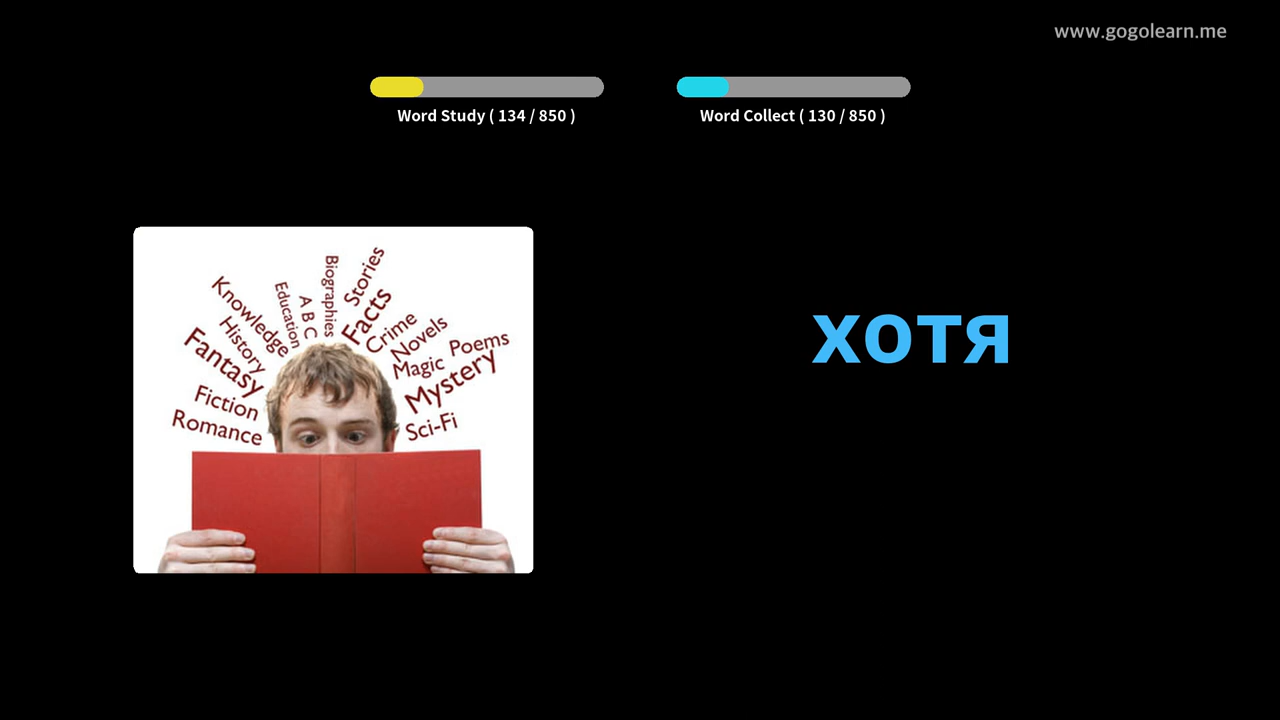 www.gogolearn.me
Word Study ( 134 / 850 )
Word Collect ( 130 / 850 )
Knowledge
History
Fantasy
Fiction
Romance
Education
A B C
Biographies
Stories
Facts
Crime
Novels
Magic
Poems
Mystery
Sci-Fi
хотя